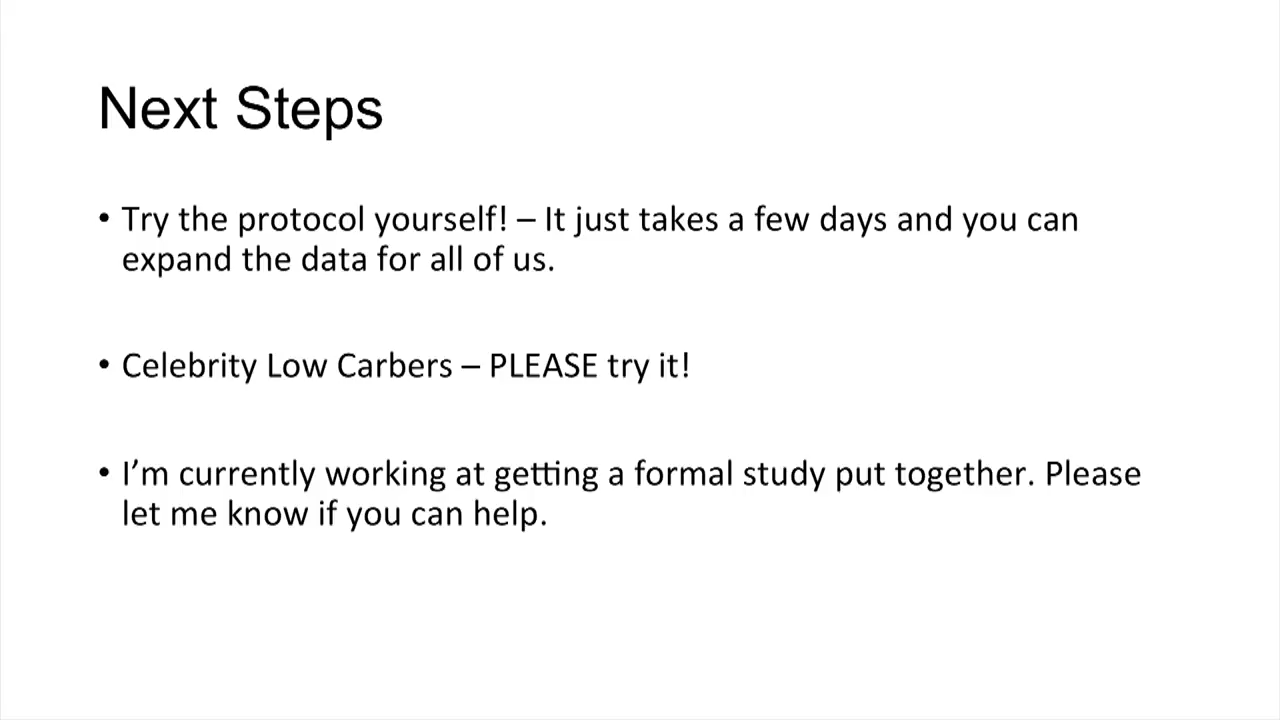 Next Steps
• Try the protocol yourself! – It just takes a few days and you can
expand the data for all of us.
• Celebrity Low Carbers – PLEASE try it!
• I’m currently working at getting a formal study put together. Please
let me know if you can help.